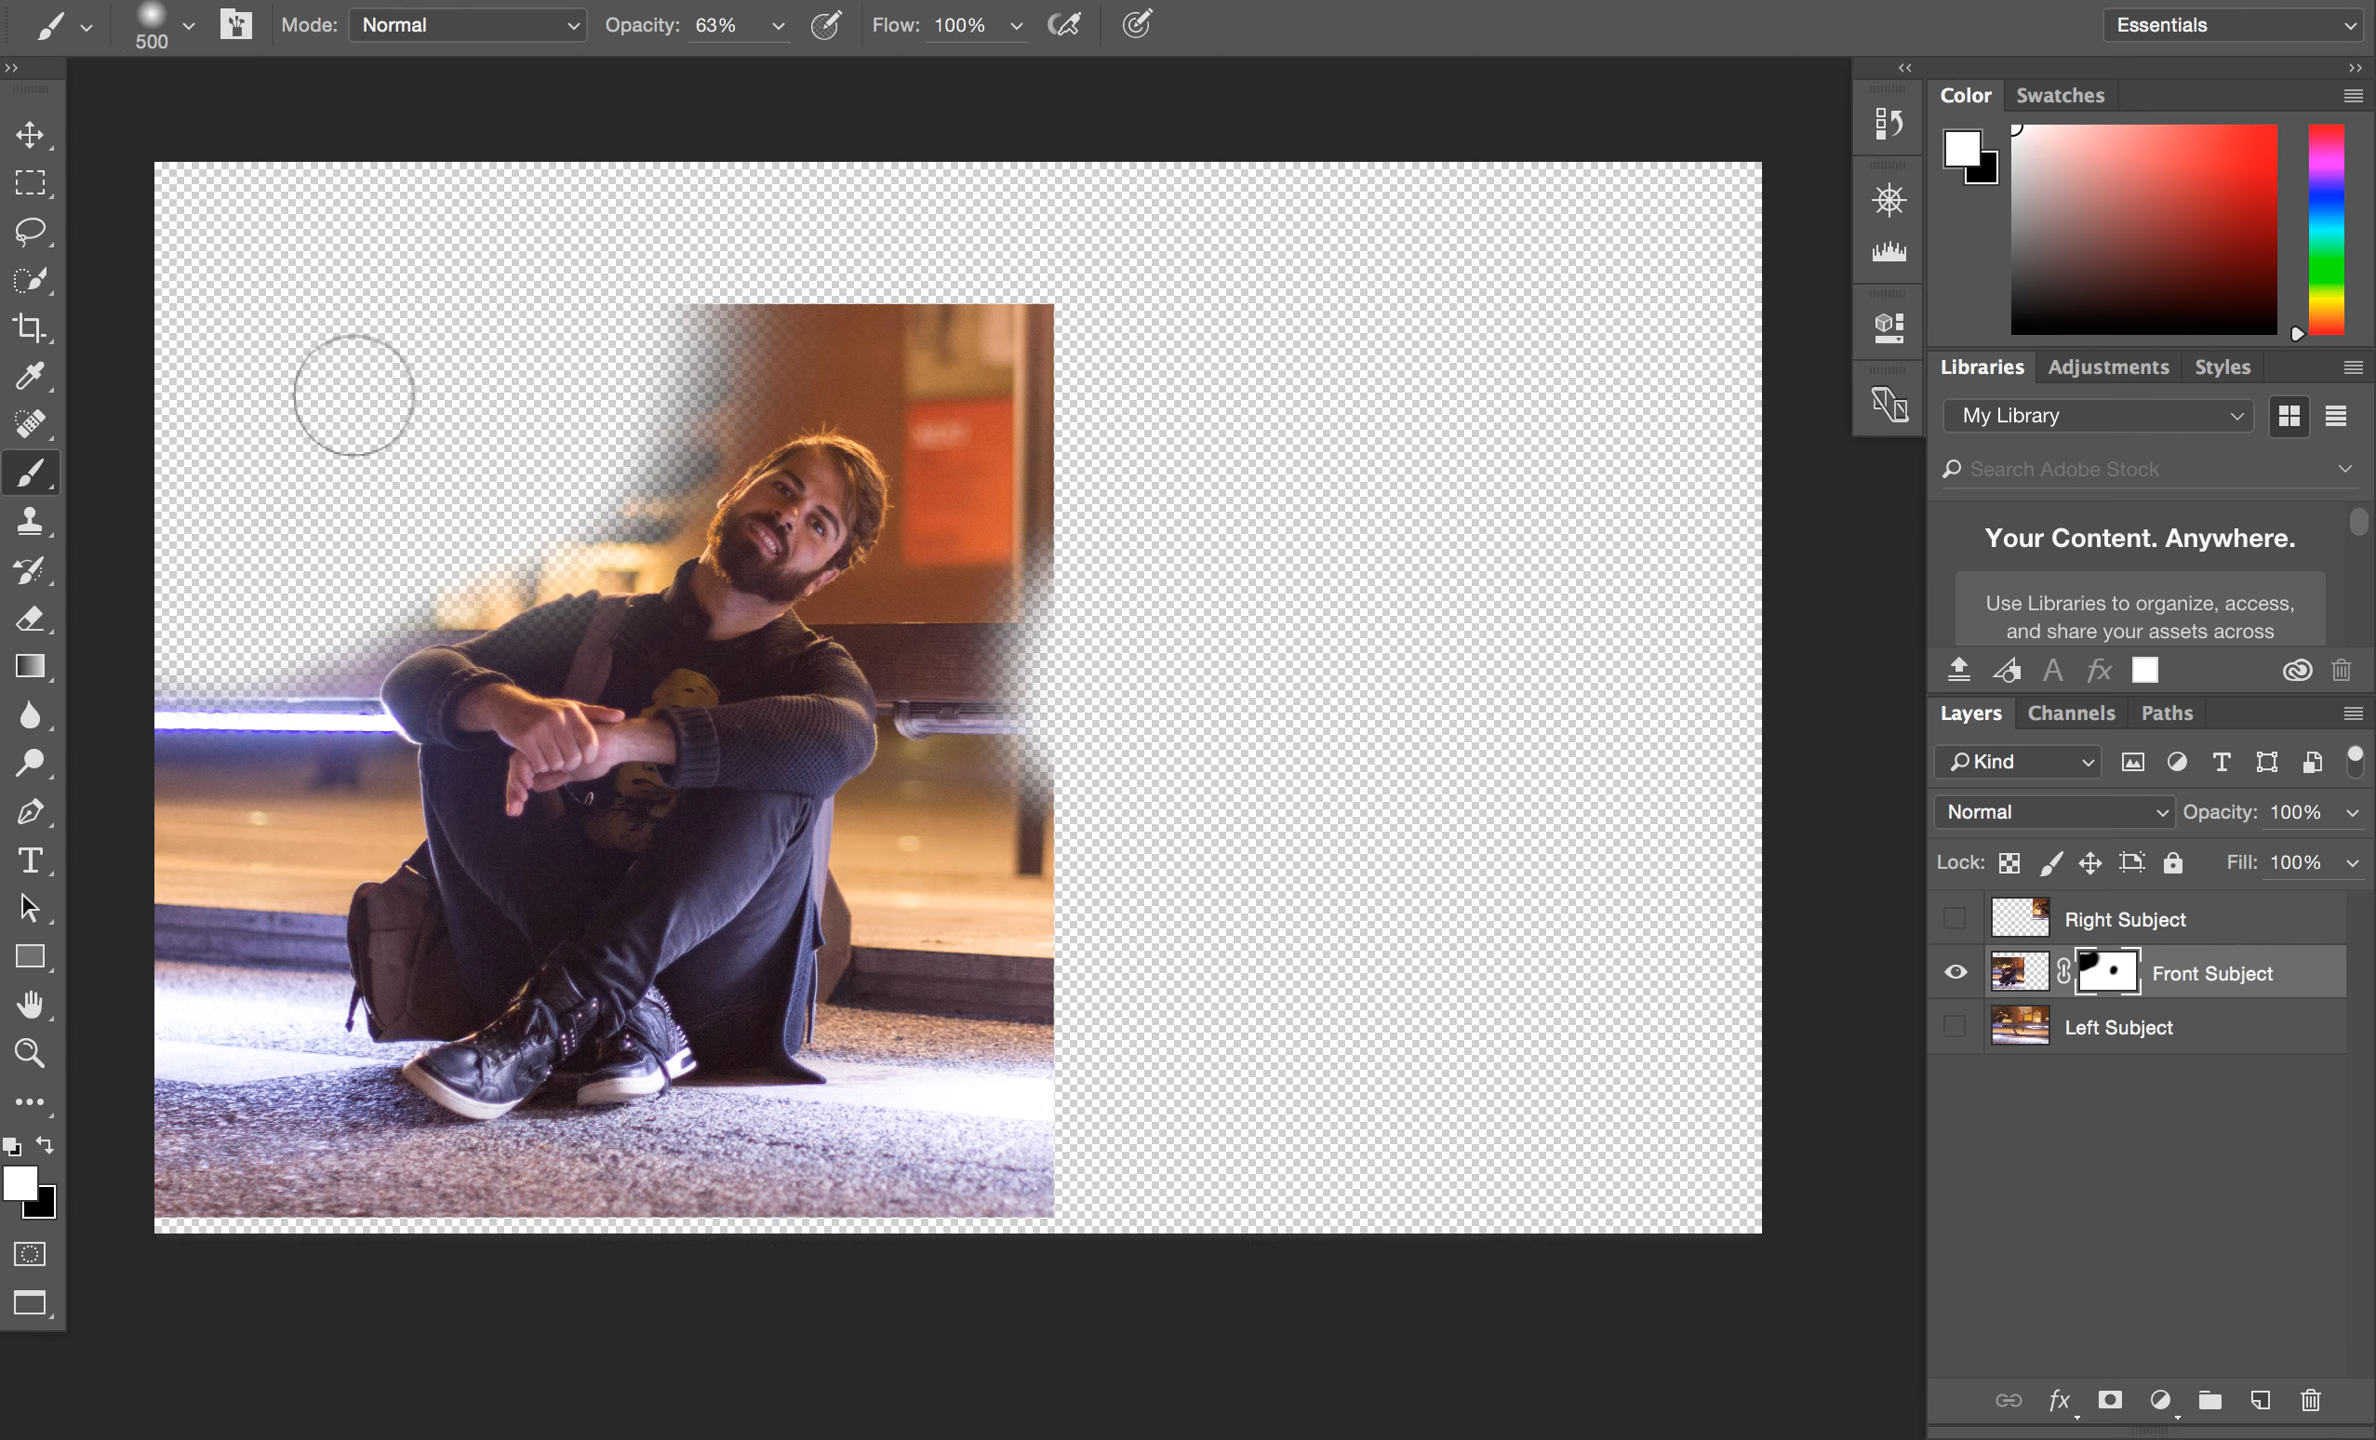 Mode: Normal Opacity: 63% Flow: 100% Essentials
500
Color Swatches
Libraries Adjustments Styles
My Library
Search Adobe Stock
Your Content. Anywhere.
Use Libraries to organize, access,
and share your assets across
Layers Channels Paths
Kind
Normal Opacity: 100%
Lock: Fill: 100%
Right Subject
Front Subject
Left Subject
fx